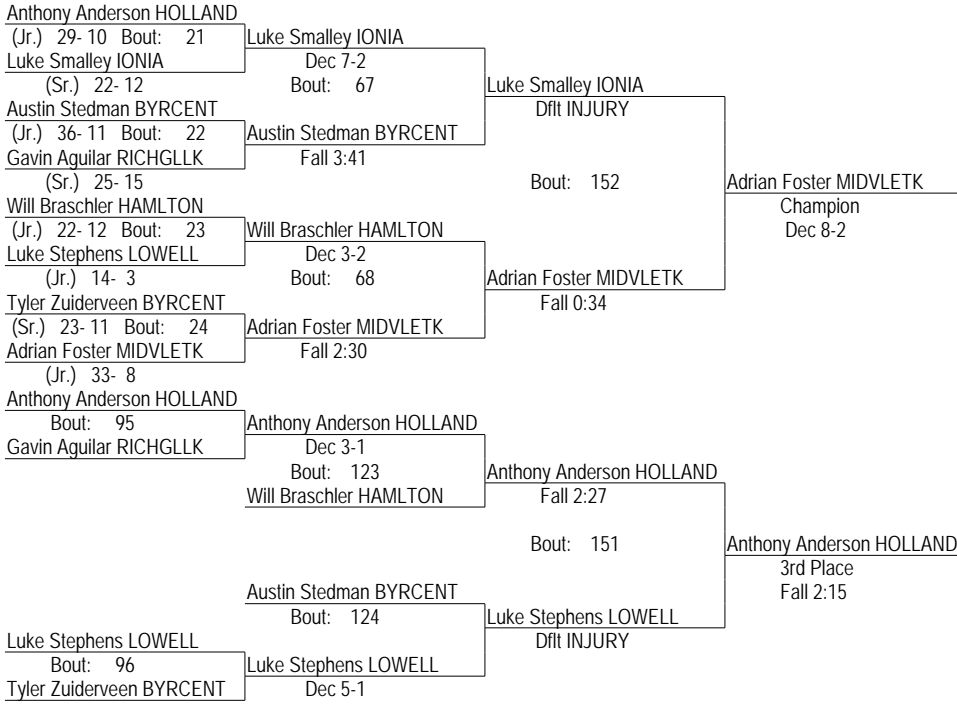 Anthony Anderson HOLLAND
(Jr.) 29- 10 Bout: 21 Luke Smalley IONIA
Luke Smalley IONIA Dec 7-2
(Sr.) 22- 12 Bout: 67 Luke Smalley IONIA
Austin Stedman BYRCENT Dflt INJURY
(Jr.) 36- 11 Bout: 22 Austin Stedman BYRCENT
Gavin Aguilar RICHGLLK Fall 3:41
(Sr.) 25- 15 Bout: 152 Adrian Foster MIDVLETK
Will Braschler HAMLTON Champion
(Jr.) 22- 12 Bout: 23 Will Braschler HAMLTON Dec 8-2
Luke Stephens LOWELL Dec 3-2
(Jr.) 14- 3 Bout: 68 Adrian Foster MIDVLETK
Tyler Zuiderveen BYRCENT Fall 0:34
(Sr.) 23- 11 Bout: 24 Adrian Foster MIDVLETK
Adrian Foster MIDVLETK Fall 2:30
(Jr.) 33- 8
Anthony Anderson HOLLAND
Bout: 95 Anthony Anderson HOLLAND
Gavin Aguilar RICHGLLK Dec 3-1
Bout: 123 Anthony Anderson HOLLAND
Will Braschler HAMLTON Fall 2:27
Bout: 151 Anthony Anderson HOLLAND
3rd Place
Austin Stedman BYRCENT Fall 2:15
Bout: 124 Luke Stephens LOWELL
Luke Stephens LOWELL Dflt INJURY
Bout: 96 Luke Stephens LOWELL
Tyler Zuiderveen BYRCENT Dec 5-1